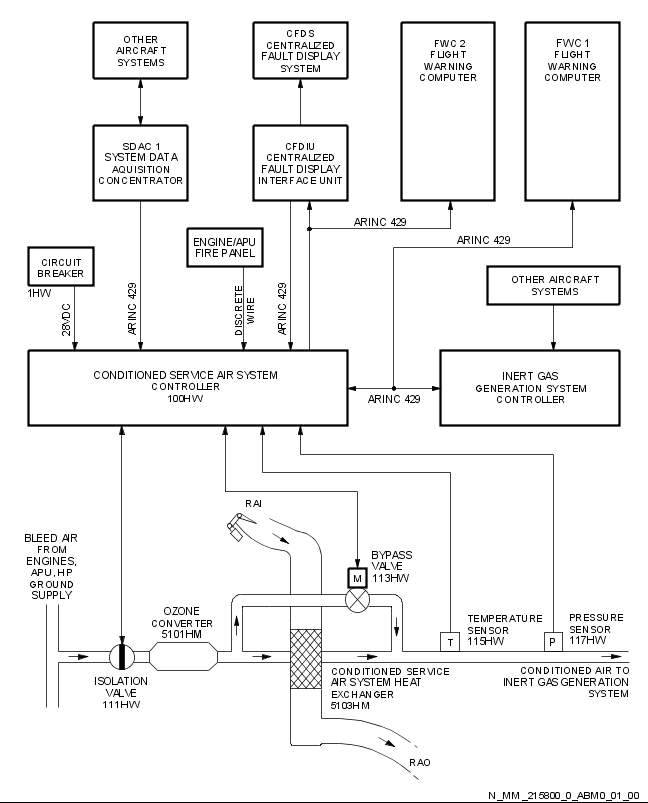 OTHER
AIRCRAFT
SYSTEMS
CFDS
CENTRALIZED
FAULT DISPLAY
SYSTEM
FWC 2
FLIGHT
WARNING
COMPUTER
FWC 1
FLIGHT
WARNING
COMPUTER
SDAC 1
SYSTEM DATA
AQUISITION
CONCENTRATOR
CFDIU
CENTRALIZED
FAULT DISPLAY
INTERFACE UNIT
ARINC 429
ARINC 429
CIRCUIT
BREAKER
1HW
ENGINE/APU
FIRE PANEL
OTHER AIRCRAFT
SYSTEMS
28VDC
ARINC 429
DISCRETE
WIRE
ARINC 429
CONDITIONED SERVICE AIR SYSTEM
CONTROLLER
100HW
ARINC 429
INERT GAS
GENERATION SYSTEM
CONTROLLER
RAI
BLEED AIR
FROM
ENGINES,
APU, HP
GROUND
SUPPLY
BYPASS
VALVE
113HW
M
OZONE
CONVERTER
5101HM
TEMPERATURE
SENSOR
115HW
PRESSURE
SENSOR
117HW
T
P
ISOLATION
VALVE
111HW
CONDITIONED SERVICE
AIR SYSTEM HEAT
EXCHANGER
5103HM
CONDITIONED AIR TO
INERT GAS GENERATION
SYSTEM
RAO
N_MM_215800_0_ABM0_01_00